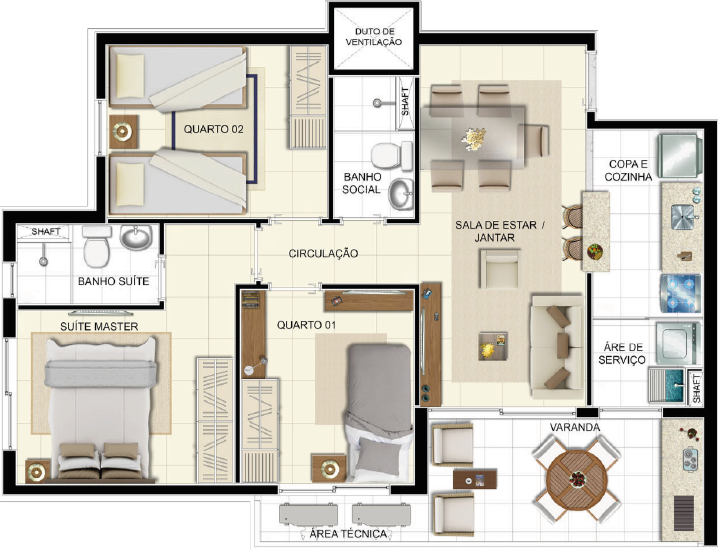 DUTO DE
VENTILAÇÃO
SHAFT
QUARTO 02
BANHO
SOCIAL
COPA E
COZINHA
SALA DE ESTAR /
JANTAR
SHAFT
BANHO SUÍTE
CIRCULAÇÃO
SUÍTE MASTER
QUARTO 01
ÁRE DE
SERVIÇO
SHAFT
VARANDA
ÁREA TÉCNICA